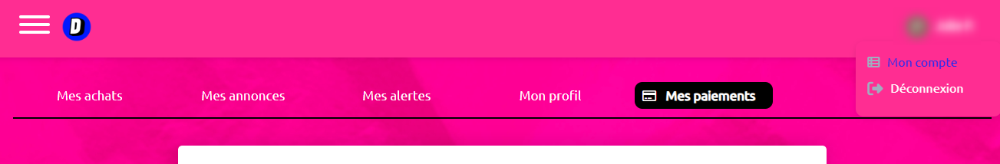 D
Mon compte
Déconnexion
Mes achats Mes annonces Mes alertes Mon profil Mes paiements